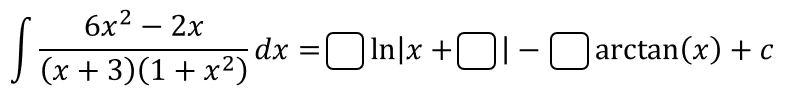 ∫ (6x² − 2x)/((x + 3)(1 + x²)) dx = □ ln|x + □| − □ arctan(x) + c